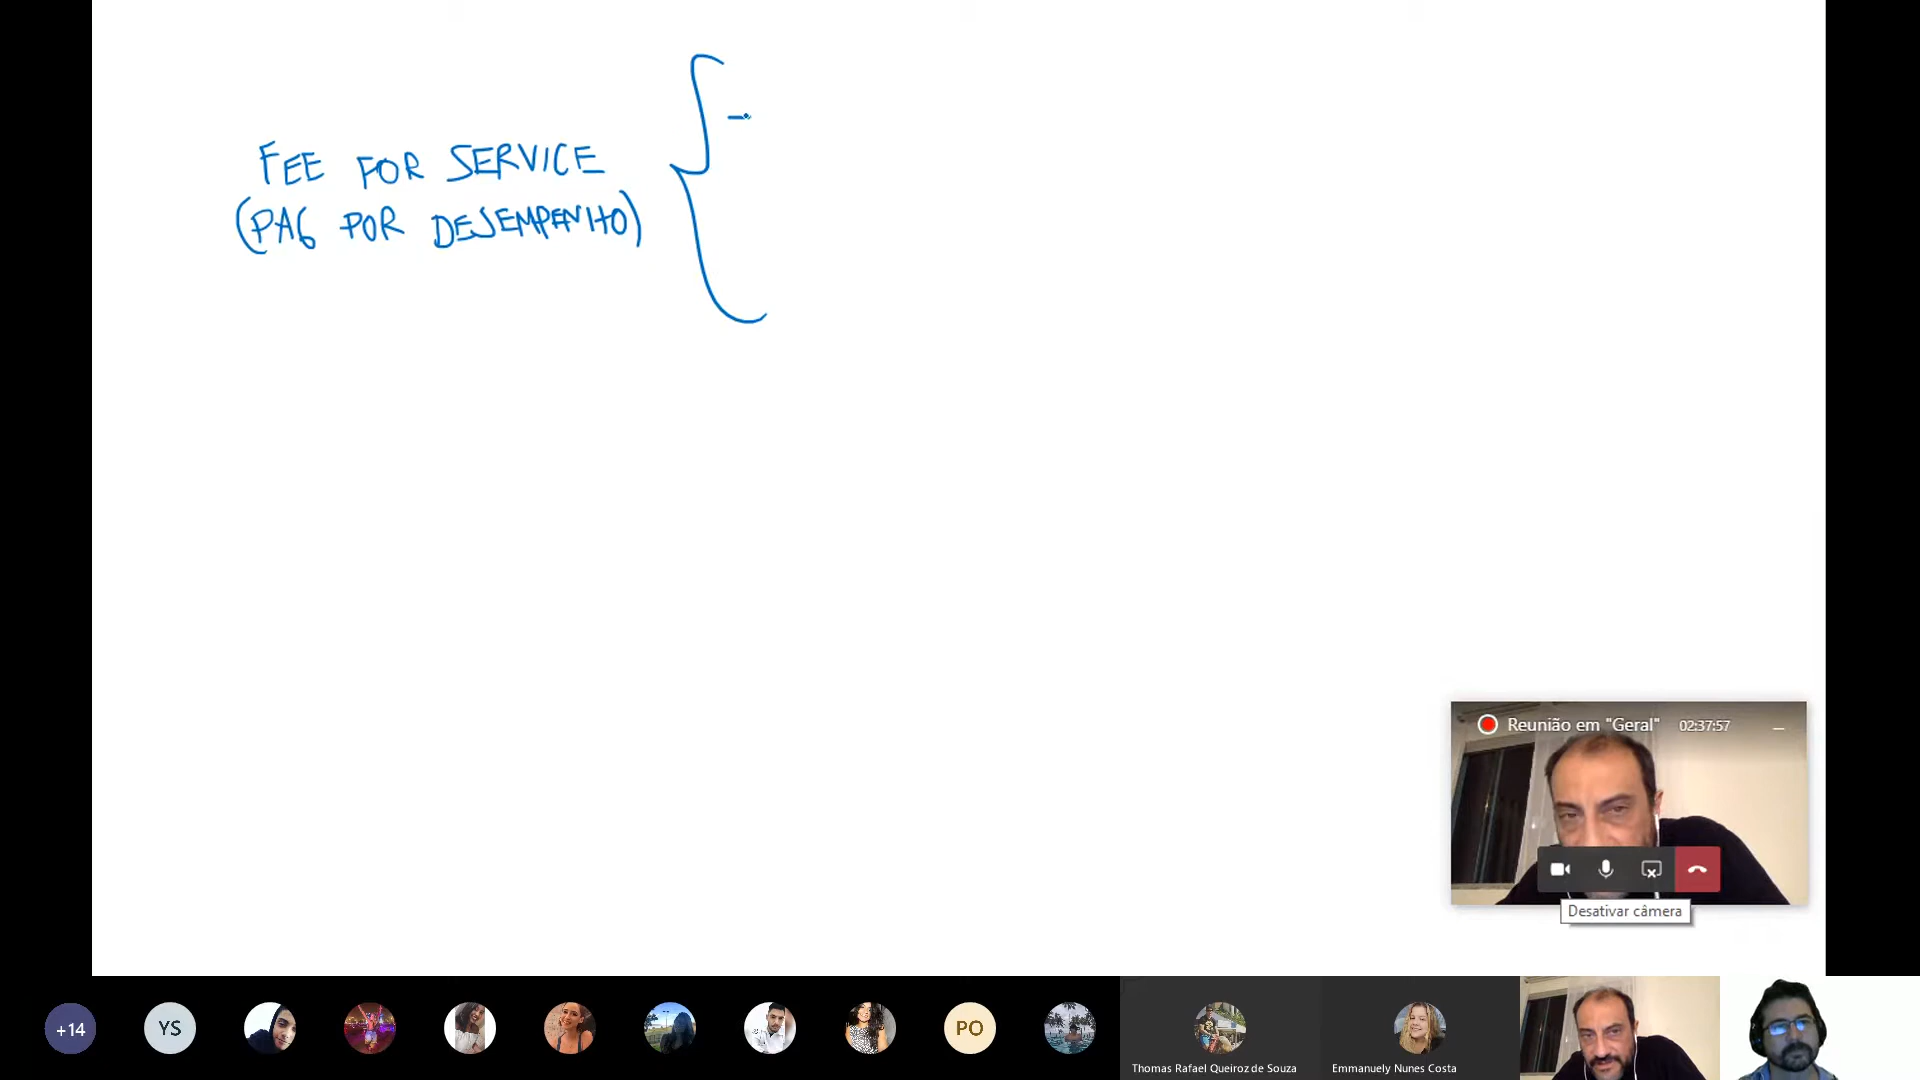 FEE FOR SERVICE
(PAG POR DESEMPENHO)
Reunião em "Geral" 02:37:57
Desativar câmera
+14
YS
PO
Thomas Rafael Queiroz de Souza
Emmanuely Nunes Costa